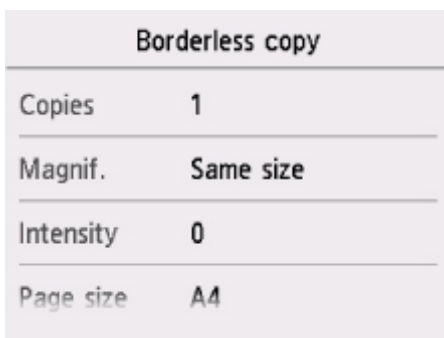 Borderless copy
Copies 1
Magnif. Same size
Intensity 0
Page size A4